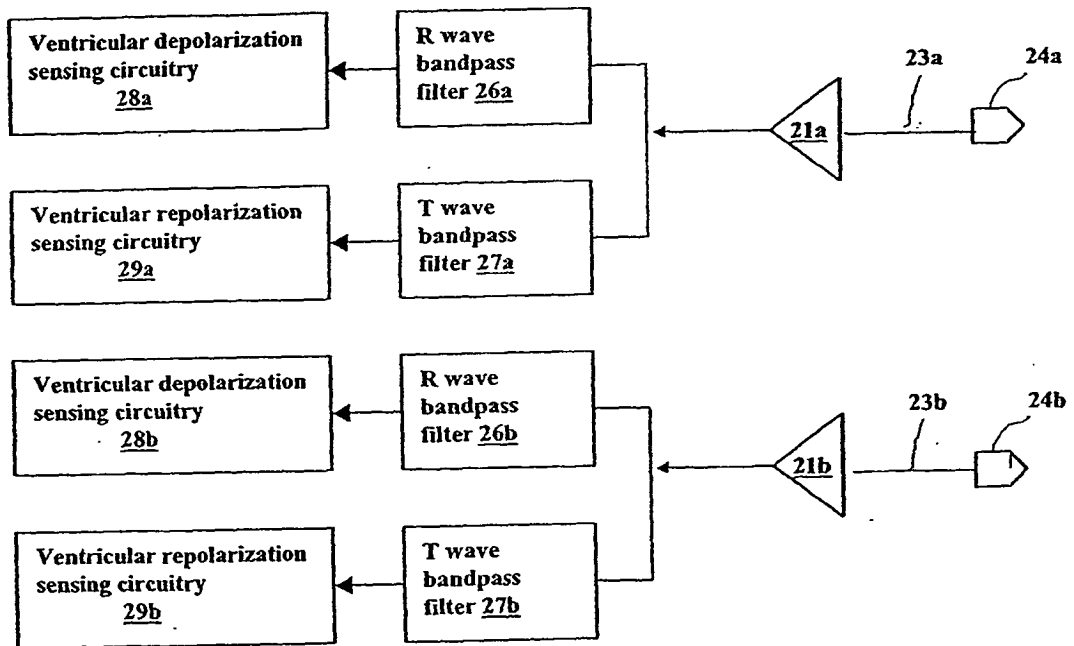 Ventricular depolarization
sensing circuitry
28a
R wave
bandpass
filter 26a
21a
23a
24a
Ventricular repolarization
sensing circuitry
29a
T wave
bandpass
filter 27a
Ventricular depolarization
sensing circuitry
28b
R wave
bandpass
filter 26b
21b
23b
24b
Ventricular repolarization
sensing circuitry
29b
T wave
bandpass
filter 27b